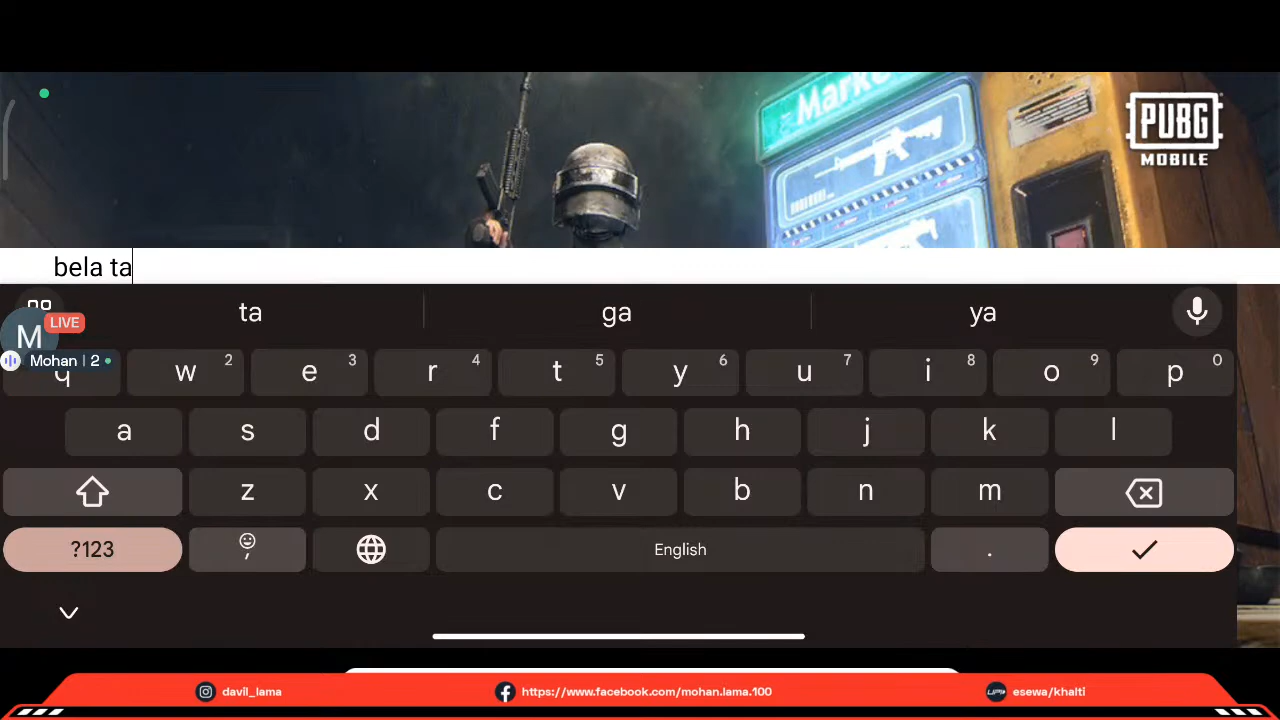 Marke
PUBG
MOBILE
bela ta
ta ga ya
M LIVE
Mohan | 2
q w 2 e 3 r 4 t 5 y 6 u 7 i 8 o 9 p 0
a s d f g h j k l
z x c v b n m
?123 , English .
davil_lama https://www.facebook.com/mohan.lama.100 esewa/khalti